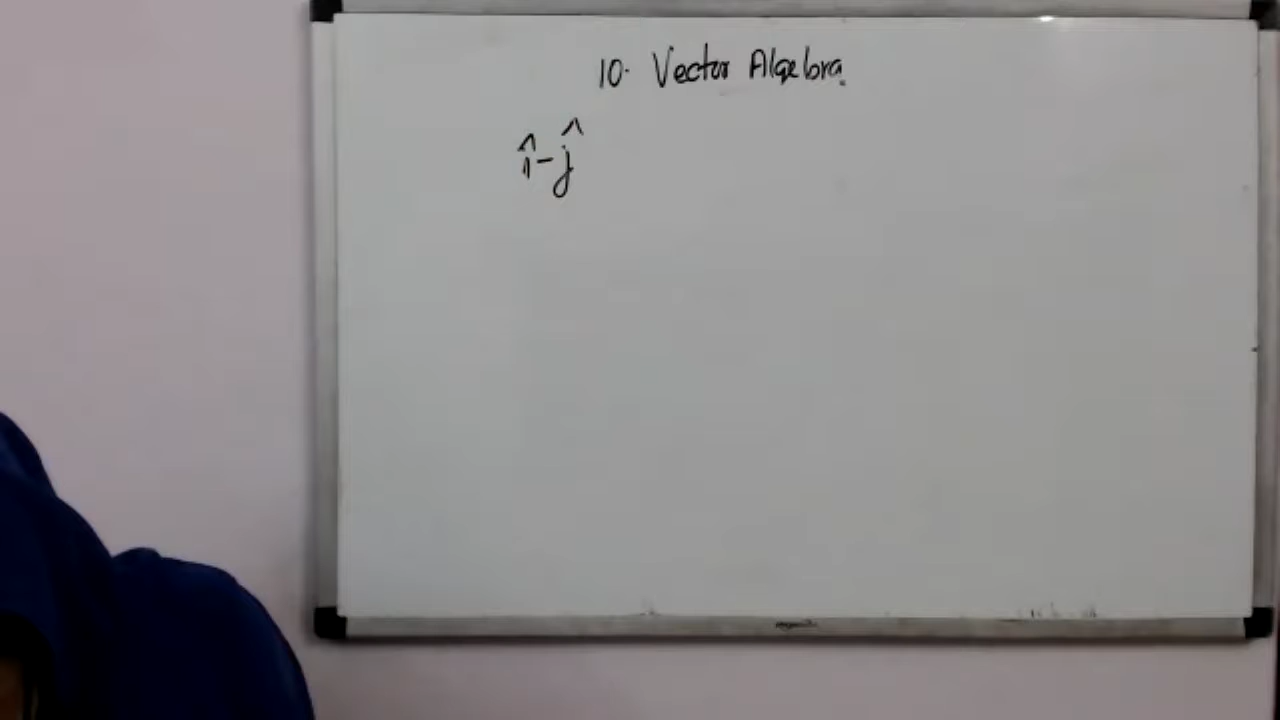 10. Vector Algebra.
î - ĵ